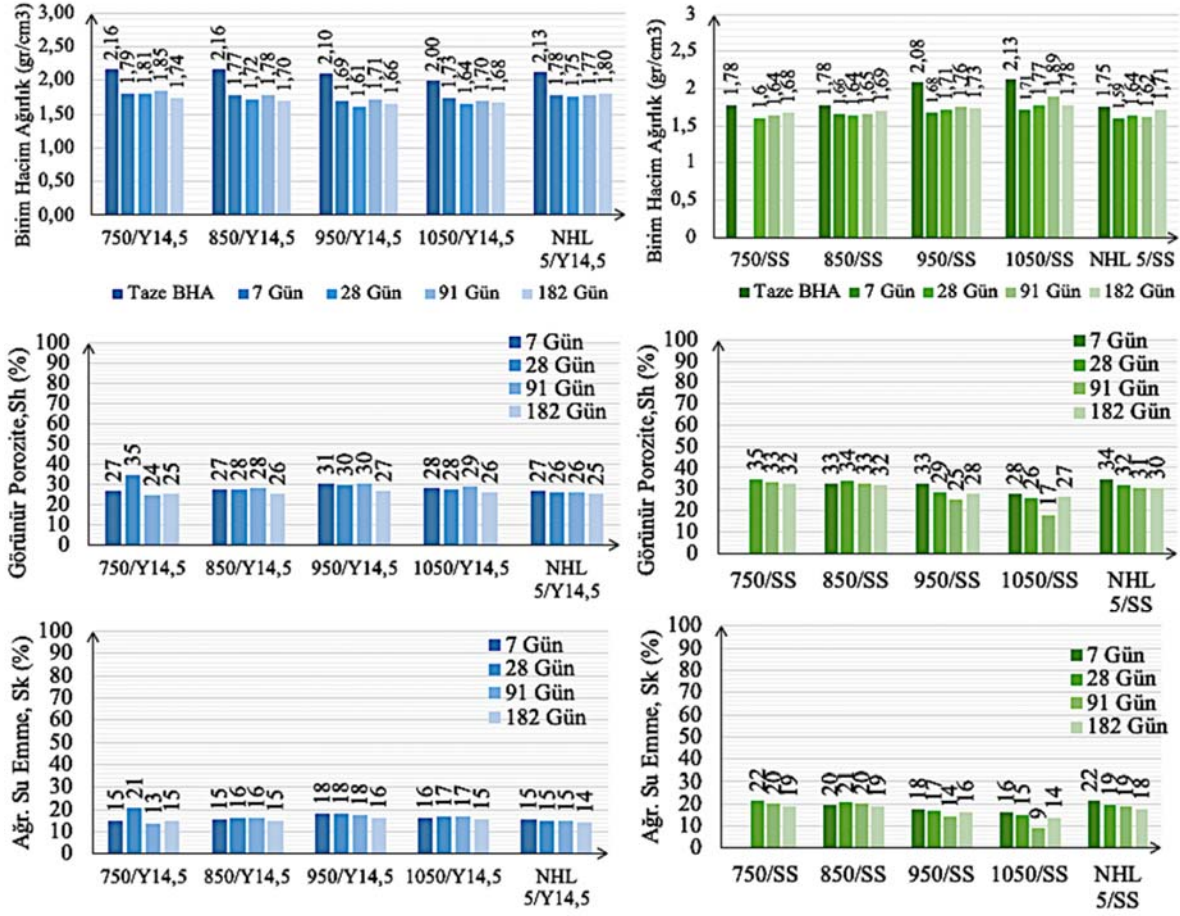 Birim Hacim Ağırlık (gr/cm3)
3,00
2,50
2,00
1,50
1,00
0,50
0,00
2,16 1,79 1,81 1,85 1,74
2,16 1,77 1,72 1,78 1,70
2,10 1,69 1,61 1,71 1,66
2,00 1,73 1,64 1,70 1,68
2,13 1,78 1,75 1,77 1,80
750/Y14,5 850/Y14,5 950/Y14,5 1050/Y14,5 NHL
5/Y14,5
Taze BHA 7 Gün 28 Gün 91 Gün 182 Gün
Birim Hacim Ağırlık (gr/cm3)
3
2,5
2
1,5
1
0,5
0
1,78 1,6 1,64 1,68
1,78 1,66 1,64 1,65 1,69
2,08 1,68 1,71 1,76 1,73
2,13 1,71 1,77 1,89 1,78
1,75 1,59 1,64 1,62 1,71
750/SS 850/SS 950/SS 1050/SS NHL 5/SS
Taze BHA 7 Gün 28 Gün 91 Gün 182 Gün
Görünür Porozite,Sh (%)
100
90
80
70
60
50
40
30
20
10
0
7 Gün
28 Gün
91 Gün
182 Gün
27 35 24 25
27 28 28 26
31 30 30 27
28 28 29 26
27 26 26 25
750/Y14,5 850/Y14,5 950/Y14,5 1050/Y14,5 NHL
5/Y14,5
Görünür Porozite,Sh (%)
100
90
80
70
60
50
40
30
20
10
0
7 Gün
28 Gün
91 Gün
182 Gün
35 33 32
33 34 33 32
33 29 25 28
28 26 17 27
34 32 31 30
750/SS 850/SS 950/SS 1050/SS NHL
5/SS
Ağr. Su Emme, Sk (%)
100
90
80
70
60
50
40
30
20
10
0
7 Gün
28 Gün
91 Gün
182 Gün
15 21 13 15
15 16 16 15
18 18 18 16
16 17 17 15
15 15 15 14
750/Y14,5 850/Y14,5 950/Y14,5 1050/Y14,5 NHL
5/Y14,5
Ağr. Su Emme, Sk (%)
100
90
80
70
60
50
40
30
20
10
0
7 Gün
28 Gün
91 Gün
182 Gün
22 20 19
20 21 20 19
18 17 14 16
16 15 9 14
22 19 19 18
750/SS 850/SS 950/SS 1050/SS NHL
5/SS